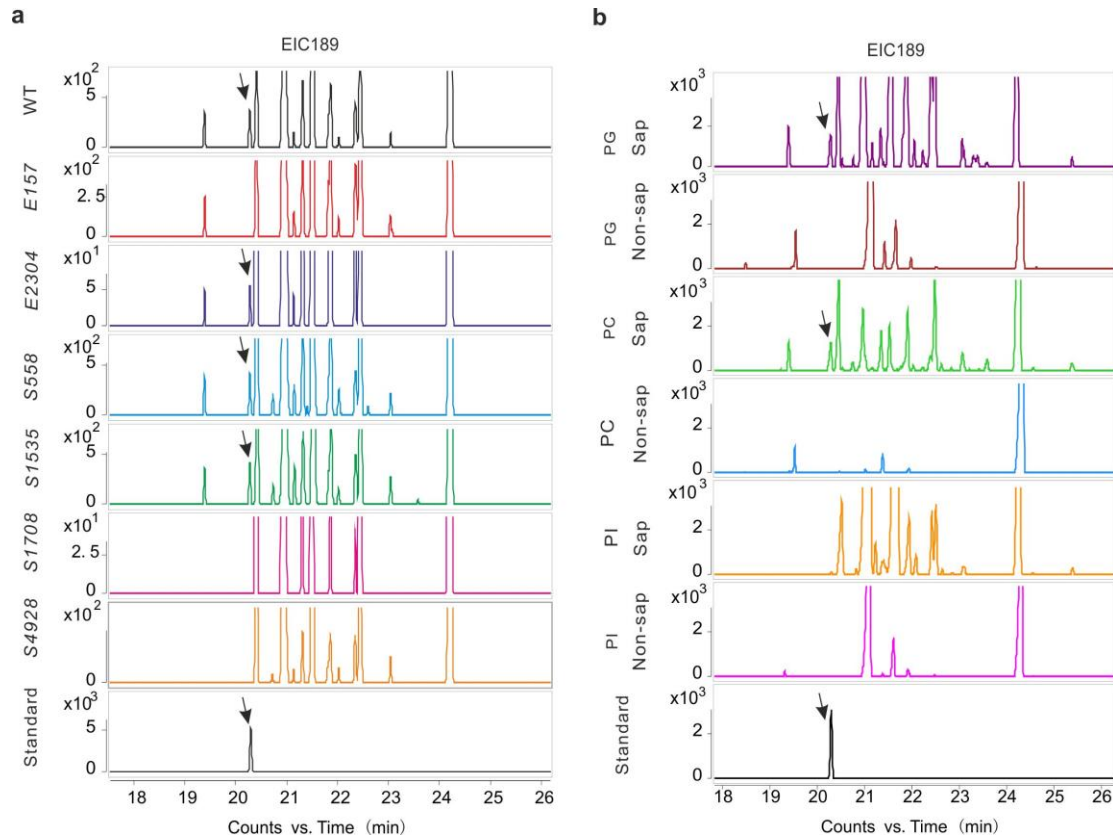 a
EIC189
WT
x10²
5
0
E157
x10²
2.5
0
E2304
x10¹
5
0
S558
x10²
5
0
S1535
x10²
5
0
S1708
x10¹
2.5
0
S4928
x10²
5
0
Standard
x10³
5
0
18 19 20 21 22 23 24 25 26
Counts vs. Time (min)
b
EIC189
PG
Sap
x10³
2
0
PG
Non-sap
x10³
2
0
PC
Sap
x10³
2
0
PC
Non-sap
x10³
2
0
PI
Sap
x10³
2
0
PI
Non-sap
x10³
2
0
Standard
x10³
2
0
18 19 20 21 22 23 24 25 26
Counts vs. Time (min)